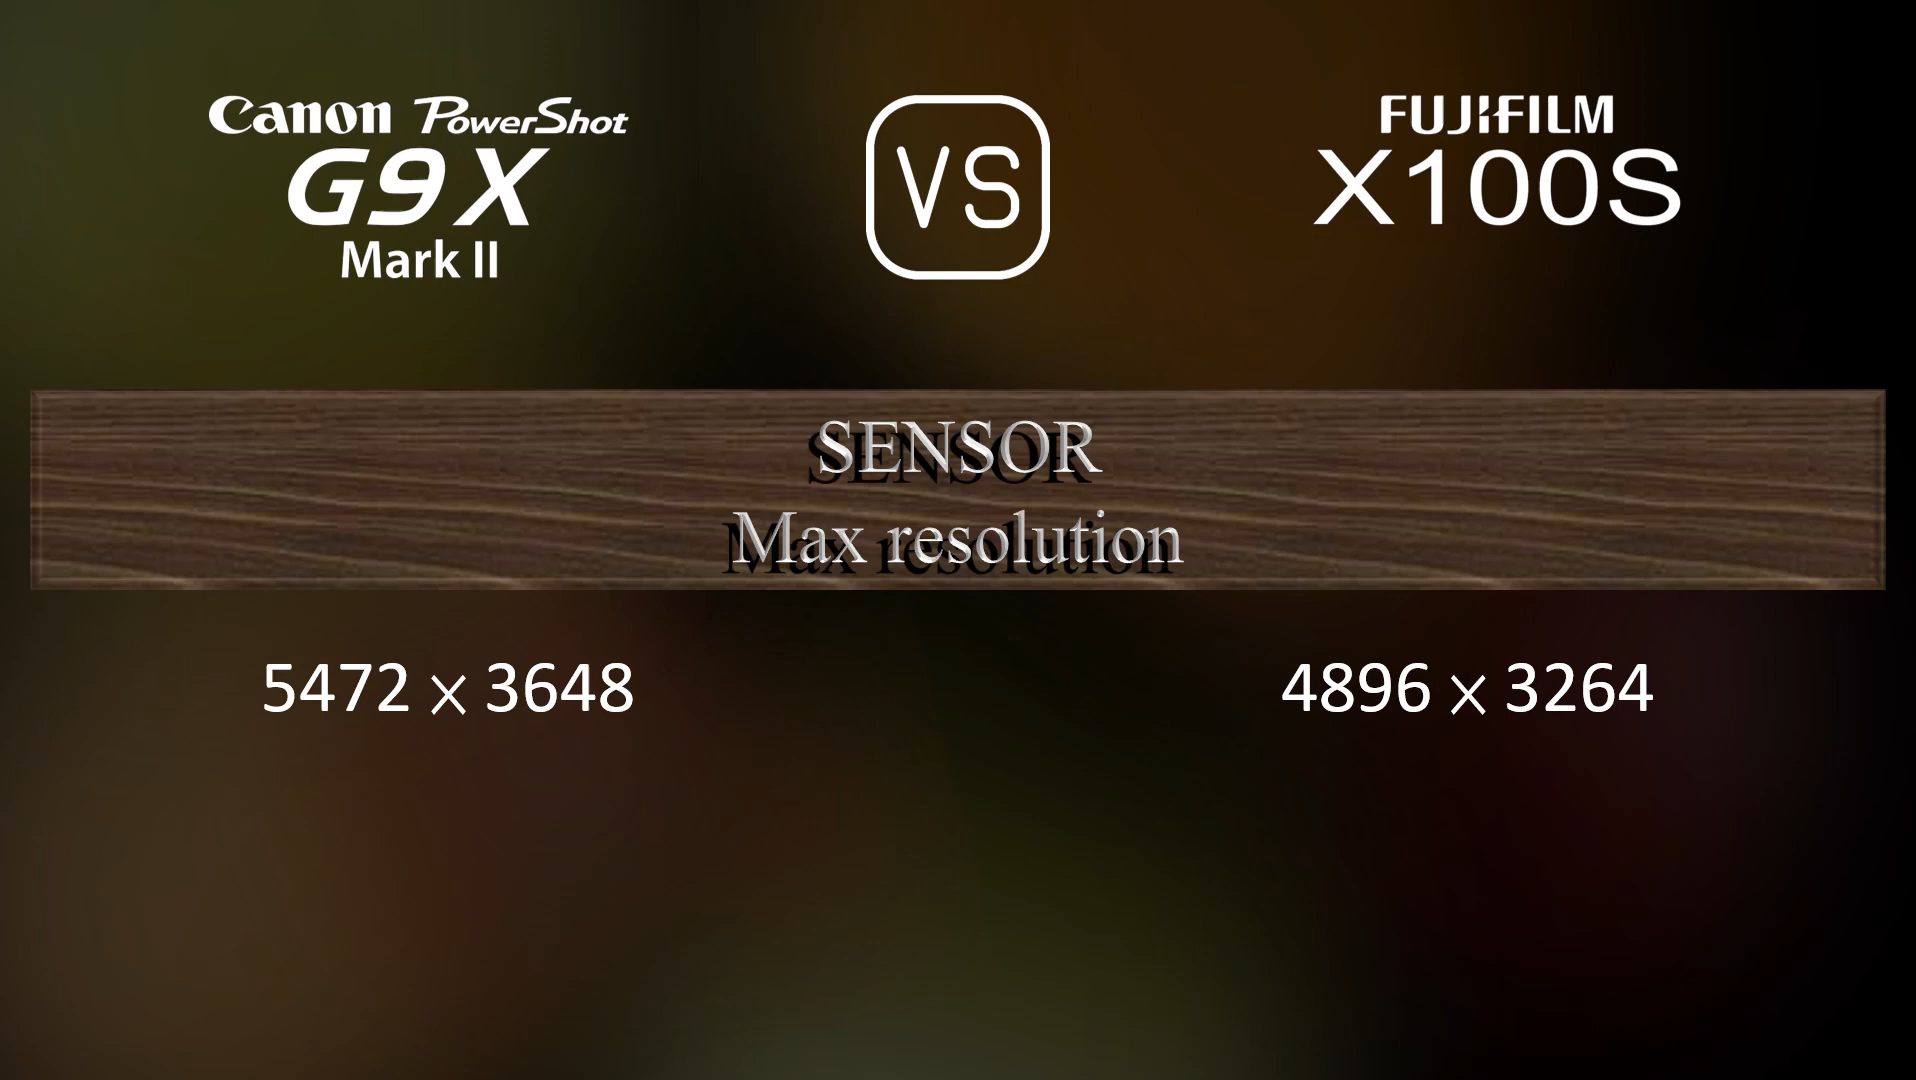 Canon PowerShot
G9 X
Mark II
VS
FUJIFILM
X100S
SENSOR
Max resolution
5472 x 3648
4896 x 3264